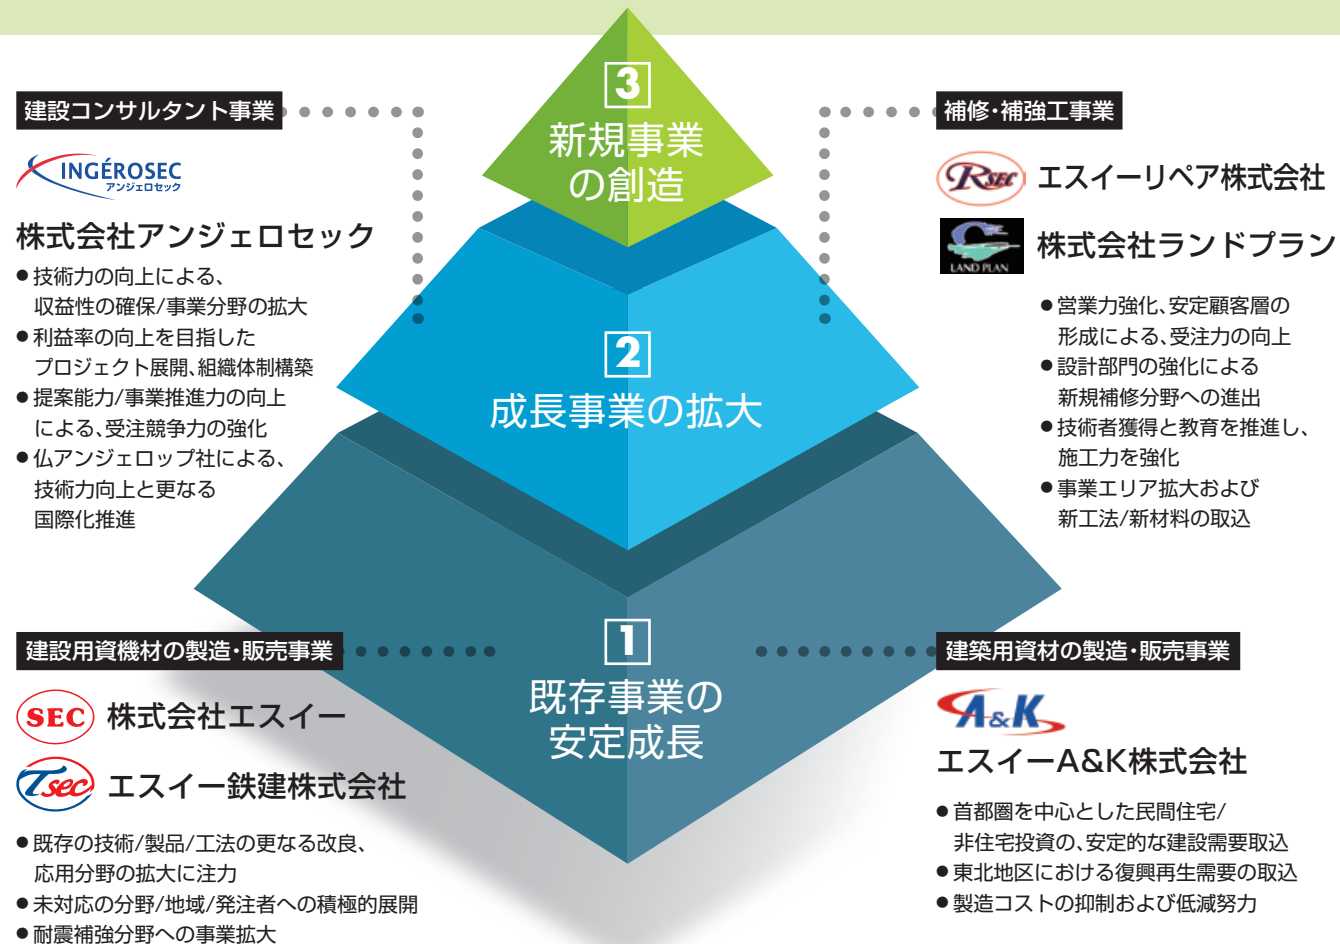 建設コンサルタント事業
INGÉROSEC
アンジェロセック
株式会社アンジェロセック
●技術力の向上による、
収益性の確保/事業分野の拡大
●利益率の向上を目指した
プロジェクト展開、組織体制構築
●提案能力/事業推進力の向上
による、受注競争力の強化
●仏アンジェロップ社による、
技術力向上と更なる
国際化推進
3
新規事業
の創造
2
成長事業の拡大
1
既存事業の
安定成長
補修・補強工事業
RSEC
エスイーリペア株式会社
LAND PLAN
株式会社ランドプラン
●営業力強化、安定顧客層の
形成による、受注力の向上
●設計部門の強化による
新規補修分野への進出
●技術者獲得と教育を推進し、
施工力を強化
●事業エリア拡大および
新工法/新材料の取込
建設用資機材の製造・販売事業
SEC
株式会社エスイー
Tsec
エスイー鉄建株式会社
●既存の技術/製品/工法の更なる改良、
応用分野の拡大に注力
●未対応の分野/地域/発注者への積極的展開
●耐震補強分野への事業拡大
建築用資材の製造・販売事業
A&K
エスイーA&K株式会社
●首都圏を中心とした民間住宅/
非住宅投資の、安定的な建設需要取込
●東北地区における復興再生需要の取込
●製造コストの抑制および低減努力